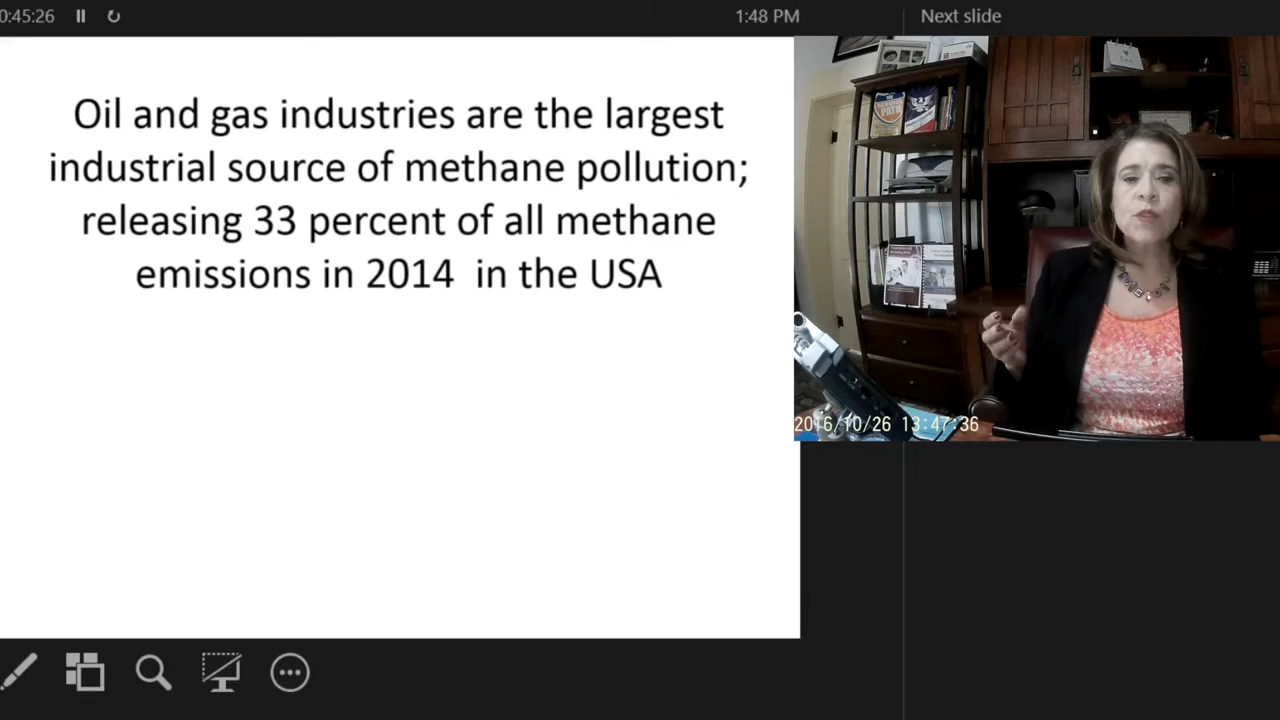 0:45:26
1:48 PM
Next slide
Oil and gas industries are the largest
industrial source of methane pollution;
releasing 33 percent of all methane
emissions in 2014  in the USA
2016/10/26 13:47:36